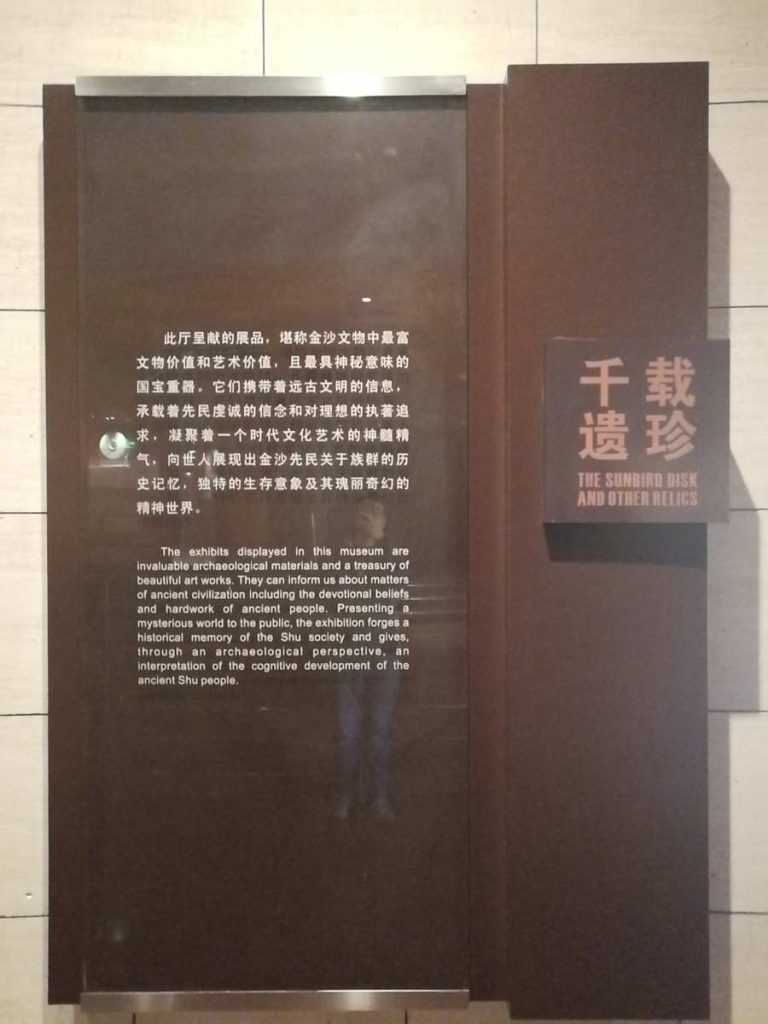 此厅呈献的展品，堪称金沙文物中最富
文物价值和艺术价值，且最具神秘意味的
国宝重器。它们携带着远古文明的信息，
承载着先民虔诚的信念和对理想的执著追
求，凝聚着一个时代文化艺术的神髓精
气，向世人展现出金沙先民关于族群的历
史记忆，独特的生存意象及其瑰丽奇幻的
精神世界。
The exhibits displayed in this museum are
invaluable archaeological materials and a treasury of
beautiful art works. They can inform us about matters
of ancient civilization including the devotional beliefs
and hardwork of ancient people. Presenting a
mysterious world to the public, the exhibition forges a
historical memory of the Shu society and gives,
through an archaeological perspective, an
interpretation of the cognitive development of the
ancient Shu people.
千载
遗珍
THE SUNBIRD DISK
AND OTHER RELICS